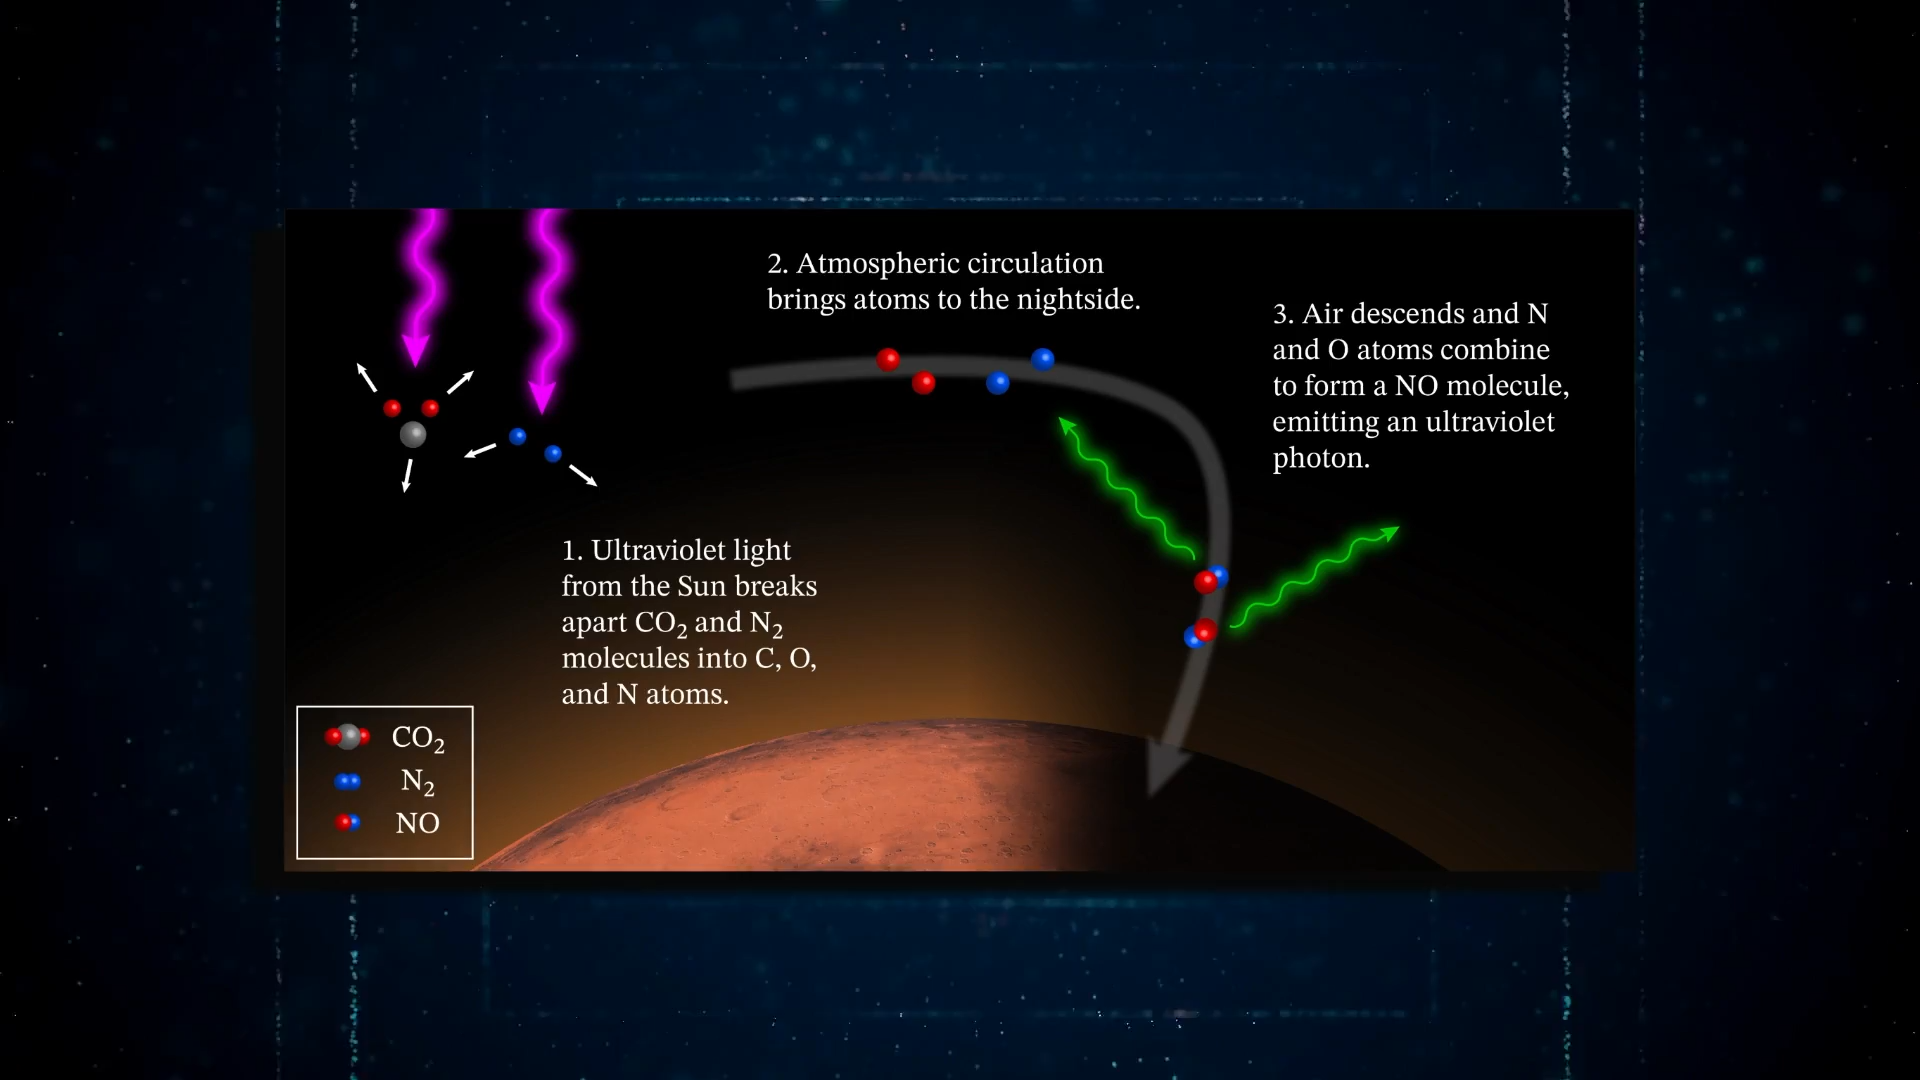 2. Atmospheric circulation
brings atoms to the nightside.
3. Air descends and N
and O atoms combine
to form a NO molecule,
emitting an ultraviolet
photon.
1. Ultraviolet light
from the Sun breaks
apart CO₂ and N₂
molecules into C, O,
and N atoms.
CO₂
N₂
NO